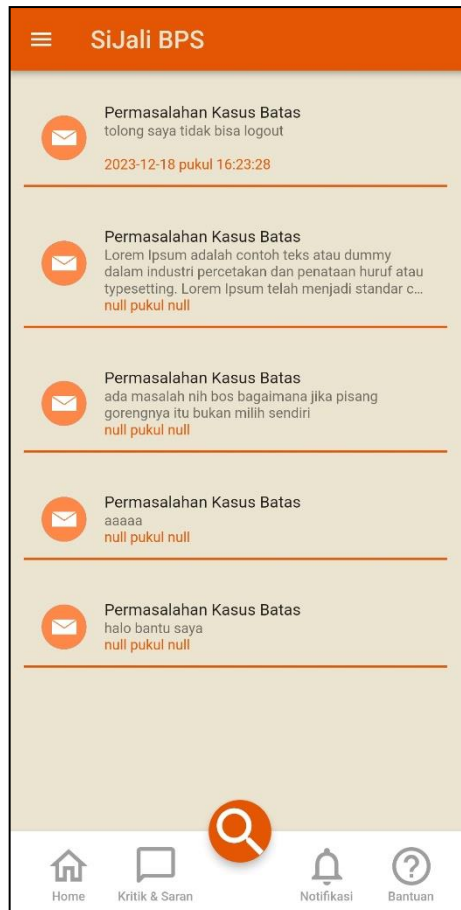 SiJali BPS
Permasalahan Kasus Batas
tolong saya tidak bisa logout
2023-12-18 pukul 16:23:28
Permasalahan Kasus Batas
Lorem Ipsum adalah contoh teks atau dummy
dalam industri percetakan dan penataan huruf atau
typesetting. Lorem Ipsum telah menjadi standar c...
null pukul null
Permasalahan Kasus Batas
ada masalah nih bos bagaimana jika pisang
gorengnya itu bukan milih sendiri
null pukul null
Permasalahan Kasus Batas
aaaaa
null pukul null
Permasalahan Kasus Batas
halo bantu saya
null pukul null
Home Kritik & Saran Notifikasi Bantuan